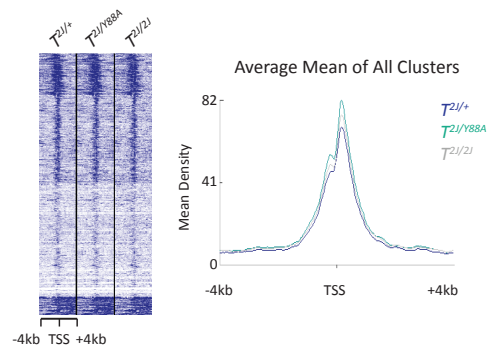 T2J/+ T2J/Y88A T2J/2J
-4kb TSS +4kb
Average Mean of All Clusters
Mean Density
82
41
0
-4kb TSS +4kb
T2J/+
T2J/Y88A
T2J/2J